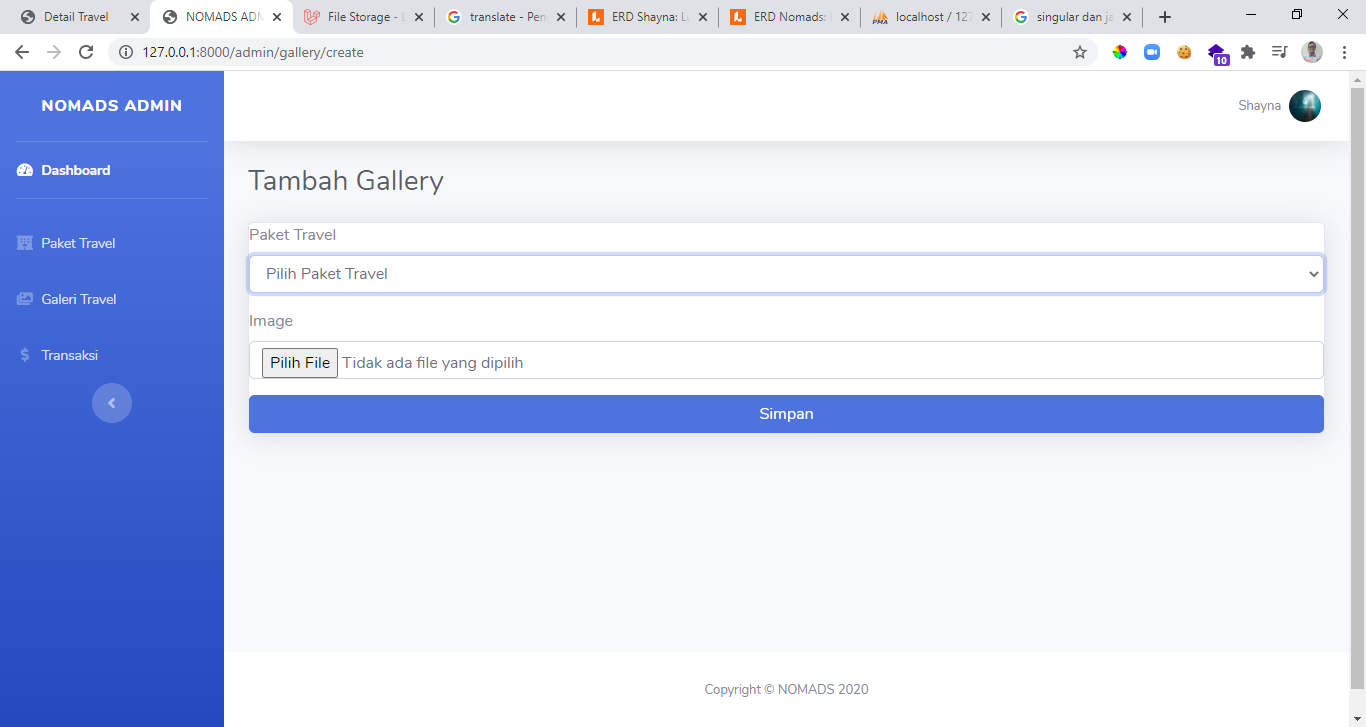 Detail Travel
NOMADS ADM
File Storage - L
translate - Pen
ERD Shayna: L
ERD Nomads:
localhost / 127
singular dan ja
127.0.0.1:8000/admin/gallery/create
10
NOMADS ADMIN
Shayna
Dashboard
Tambah Gallery
Paket Travel
Paket Travel
Pilih Paket Travel
Galeri Travel
Image
Transaksi
Pilih File Tidak ada file yang dipilih
Simpan
Copyright © NOMADS 2020